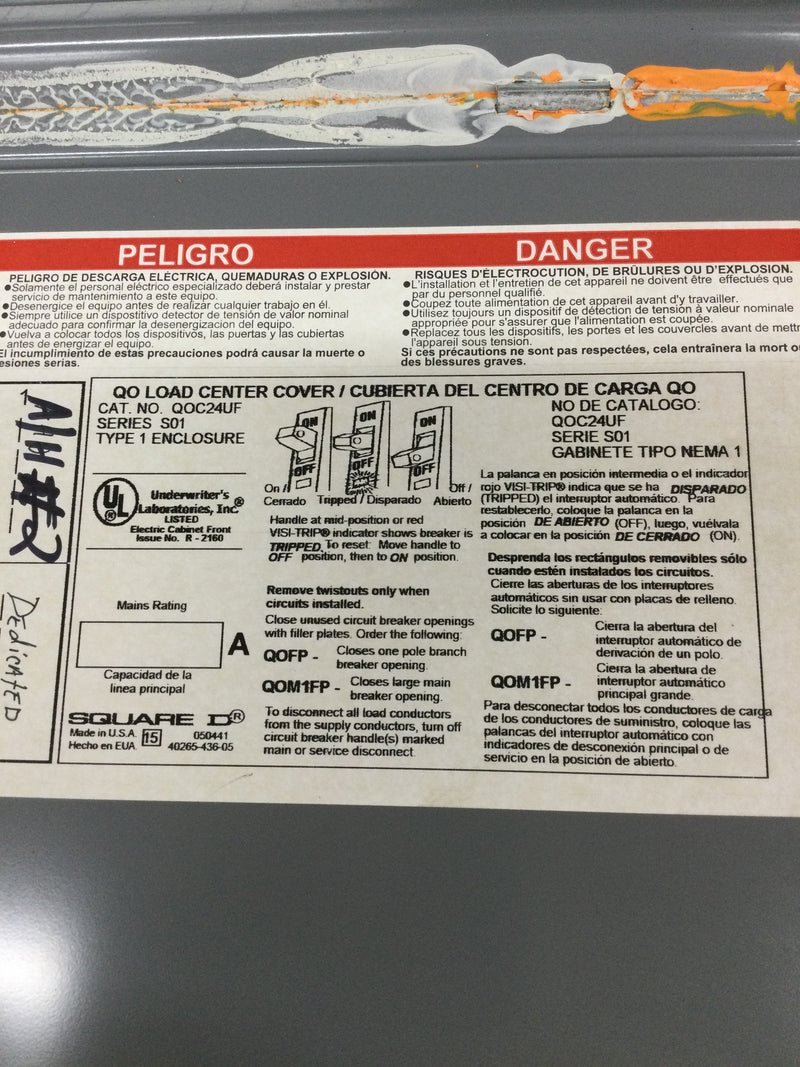 PELIGRO
PELIGRO DE DESCARGA ELÉCTRICA, QUEMADURAS O EXPLOSIÓN.
●Solamente el personal eléctrico especializado deberá instalar y prestar
servicio de mantenimiento a este equipo.
●Desenergice el equipo antes de realizar cualquier trabajo en él.
●Siempre utilice un dispostivo detector de tensión de valor nominal
adecuado para confirmar la desenergizacion del equipo.
●Vuelva a colocar todos los dispositivos, las puertas y las cubiertas
antes de energizar el equipo.
El incumplimiento de estas precauciones podrá causar la muerte o
esiones serias.
DANGER
RISQUES D'ÉLECTROCUTION, DE BRÛLURES OU D'EXPLOSION.
●L'installation et l'entretien de cet appareil ne doivent être effectués que
par du personnel qualifié.
●Coupez toute alimentation de cet appareil avant d'y travailler.
●Utilisez toujours un dispositif de détection de tensión à valeur nominale
appropriée pour s'assurer que l'alimentation est coupée.
●Replacez tous les dispositifs, les portes et les couvercles avant de mettr
l'appareil sous tension.
Si ces précautions ne sont pas respectées, cela entraînera la mort ou
des blessures graves.
A/H #2
DEdicATED
QO LOAD CENTER COVER / CUBIERTA DEL CENTRO DE CARGA QO
CAT. NO. QOC24UF
SERIES S01
TYPE 1 ENCLOSURE
UL
Underwriter's ®
Laboratories, Inc.
LISTED
Electric Cabinet Front
Issue No. R - 2160
Mains Rating
A
Capacidad de la
línea principal
SQUARE D®
Made in U.S.A. 15 050441
Hecho en EUA. 40265-436-05
ON ON ON
OFF OFF OFF
On / Tripped / Disparado Off /
Cerrado Abierto
Handle at mid-position or red
VISI-TRIP® indicator shows breaker is
TRIPPED. To reset: Move handle to
OFF position, then to ON position.
Remove twistouts only when
circuits installed.
Close unused circuit breaker openings
with filler plates. Order the following:
QOFP - Closes one pole branch
breaker opening.
QOM1FP - Closes large main
breaker opening.
To disconnect all load conductors
from the supply conductors, turn off
circuit breaker handle(s) marked
main or service disconnect.
NO DE CATALOGO:
QOC24UF
SERIE S01
GABINETE TIPO NEMA 1
La palanca en posición intermedia o el indicador
rojo VISI-TRIP® indica que se ha DISPARADO
(TRIPPED) el interruptor automático. Para
restablecerlo, coloque la palanca en la
posición DE ABIERTO (OFF), luego, vuélvala
a colocar en la posición DE CERRADO (ON).
Desprenda los rectángulos removibles sólo
cuando estén instalados los circuitos.
Cierre las aberturas de los interruptores
automáticos sin usar con placas de relleno.
Solicite lo siguiente:
QOFP - Cierra la abertura del
interruptor automático de
derivación de un polo.
QOM1FP - Cierra la abertura de
interruptor automático
principal grande.
Para desconectar todos los conductores de carga
de los conductores de suministro, coloque las
palancas del interruptor automático con
indicadores de desconexión principal o de
servicio en la posición de abierto.